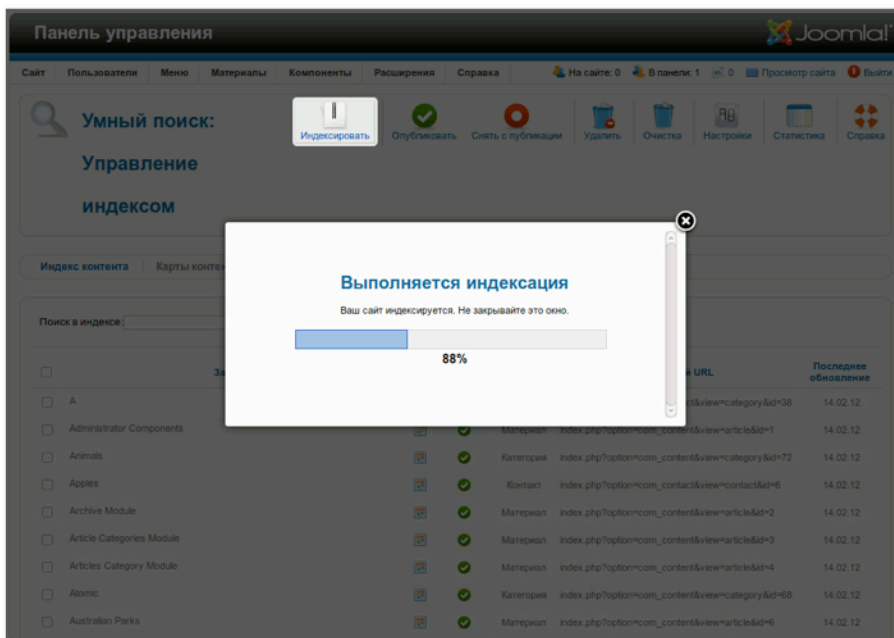 Панель управления
Joomla!
Сайт Пользователи Меню Материалы Компоненты Расширения Справка На сайте: 0 В панели: 1 0 Просмотр сайта Выйти
Умный поиск:
Управление
индексом
Индексировать Опубликовать Снять с публикации Удалить Очистка Настройки Статистика Справка
Индекс контента Карты
Выполняется индексация
Ваш сайт индексируется. Не закрывайте это окно.
88%
Поиск в индексе:
URL Последнее
обновление
A 14.02.12
Administrator Components Материал index.php?option=com_content&view=article&id=1 14.02.12
Animals Категория index.php?option=com_content&view=category&id=72 14.02.12
Apples Контакт index.php?option=com_contact&view=contact&id=6 14.02.12
Archive Module Материал index.php?option=com_content&view=article&id=2 14.02.12
Article Categories Module Материал index.php?option=com_content&view=article&id=3 14.02.12
Articles Category Module Материал index.php?option=com_content&view=article&id=4 14.02.12
Atomic Категория index.php?option=com_content&view=category&id=68 14.02.12
Australian Parks Материал index.php?option=com_content&view=article&id=6 14.02.12